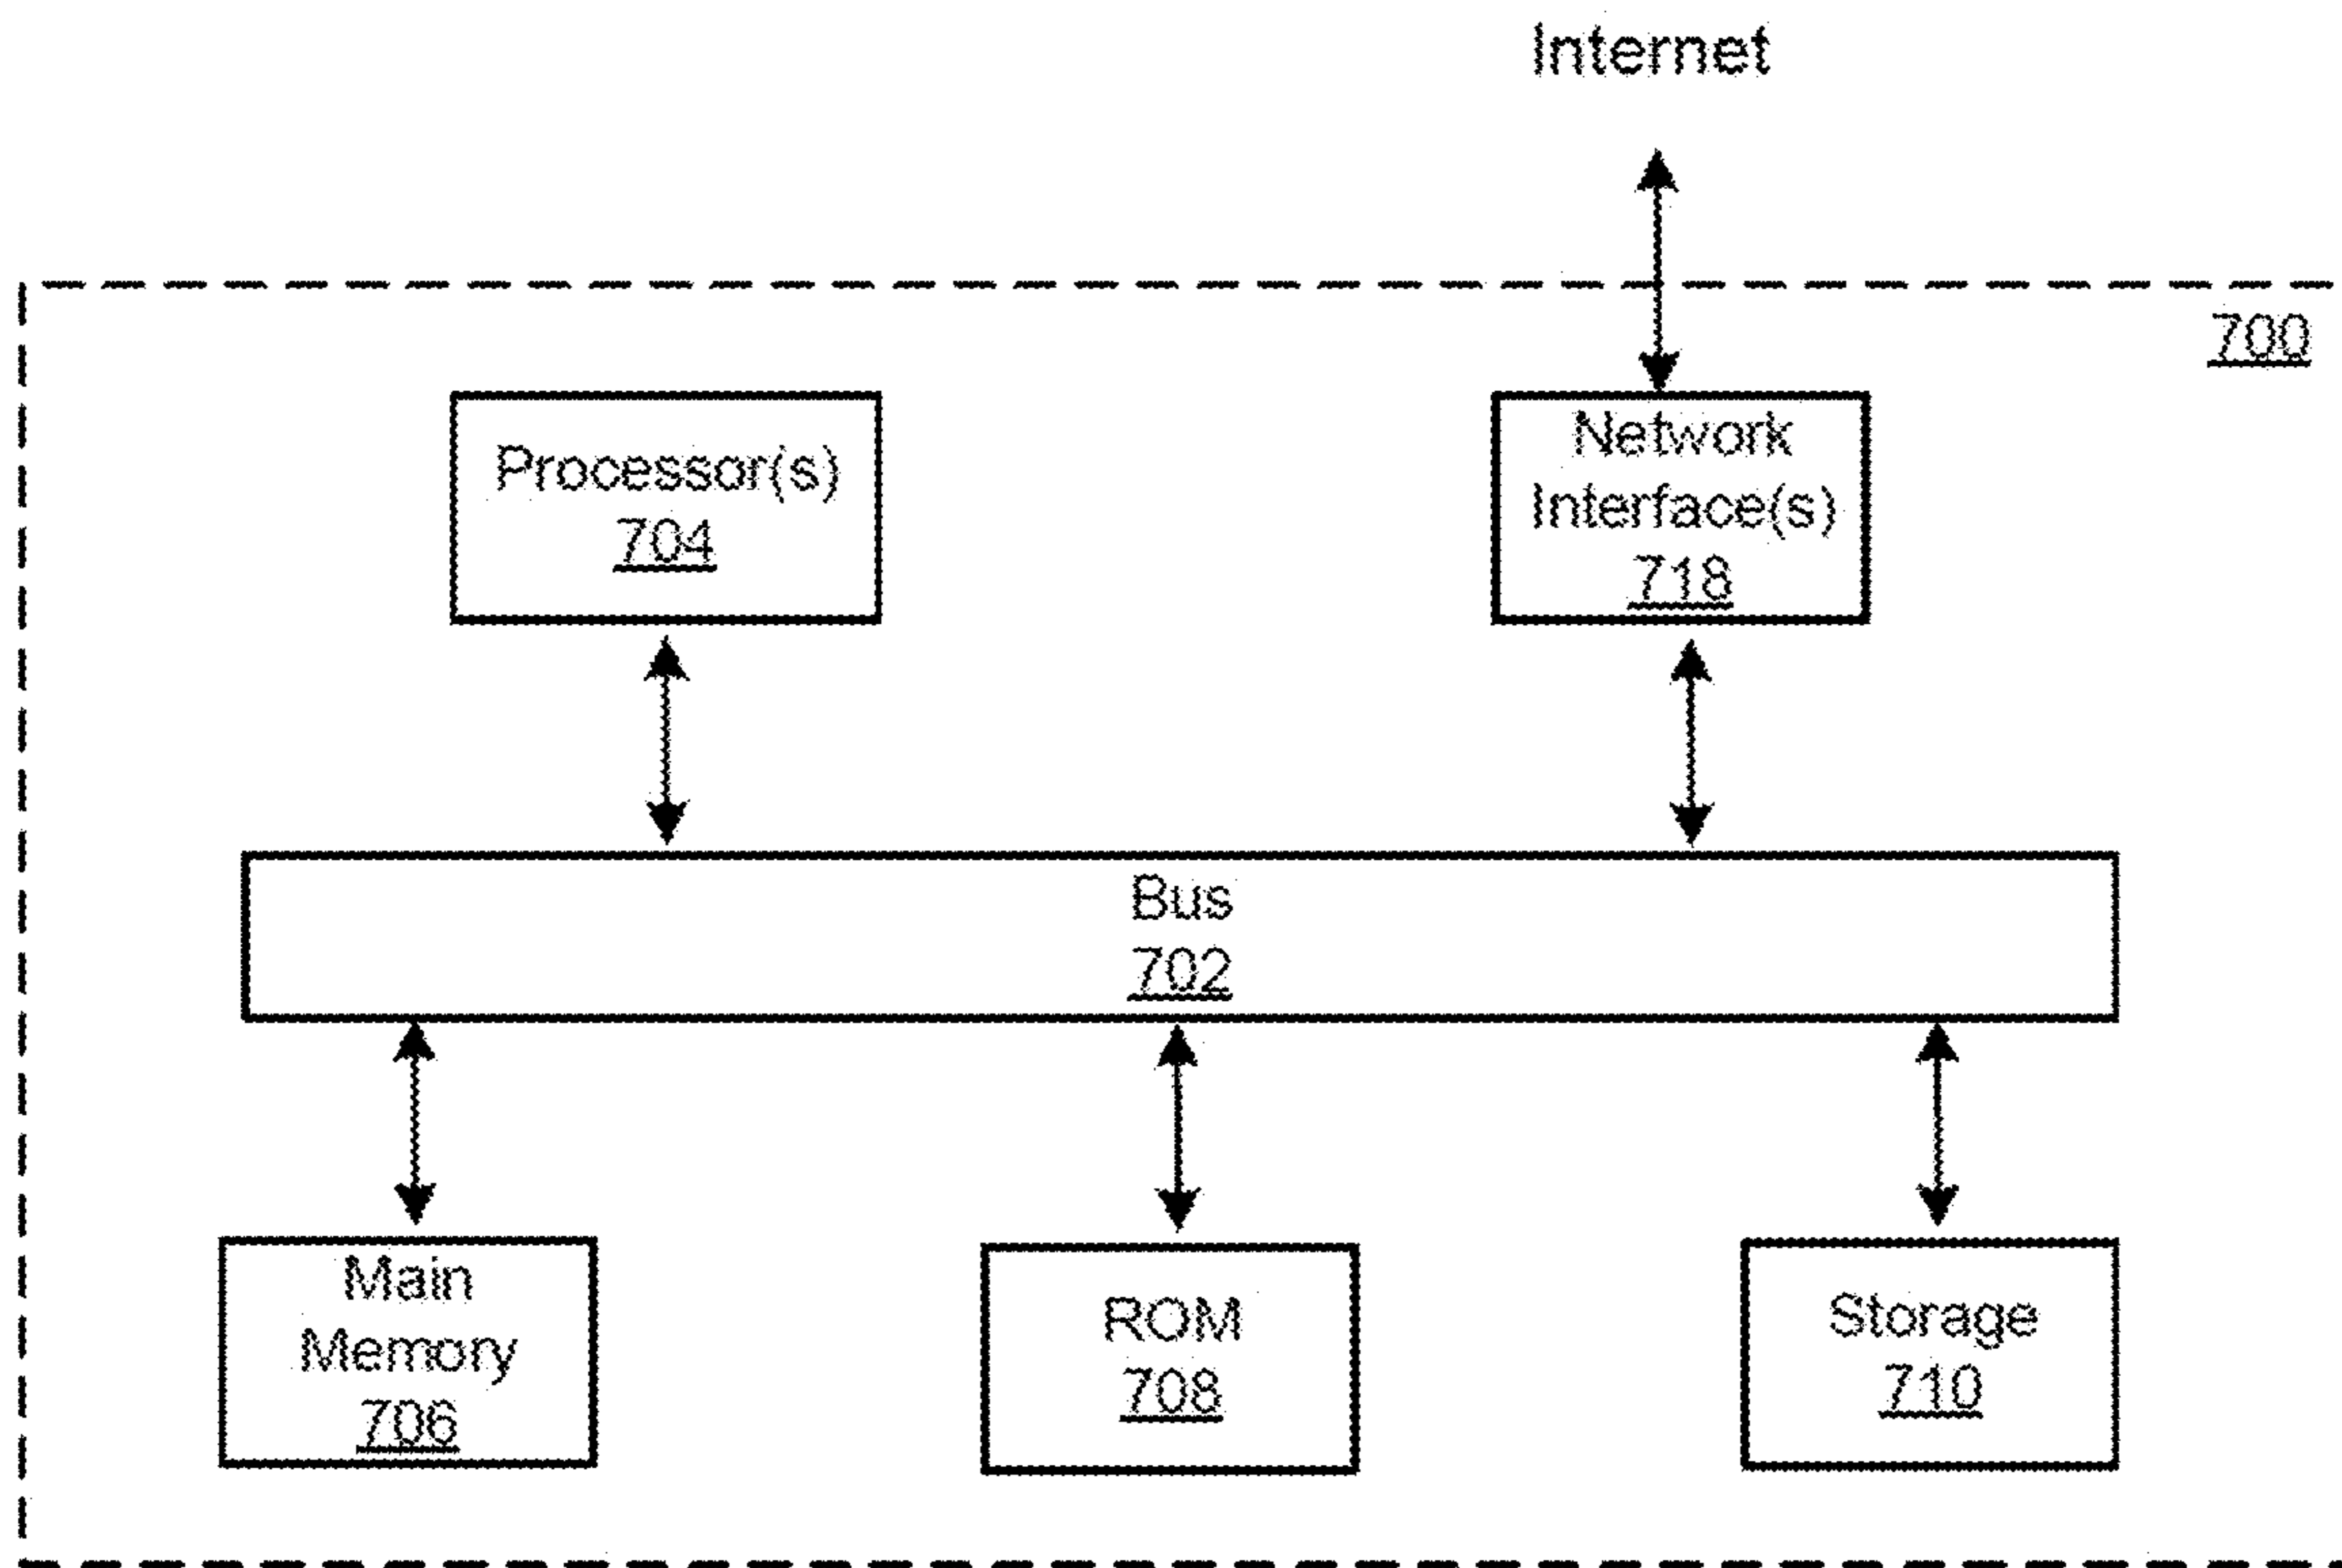 Internet
700
Processor(s)
704
Network
Interface(s)
718
Bus
702
Main
Memory
706
ROM
708
Storage
710